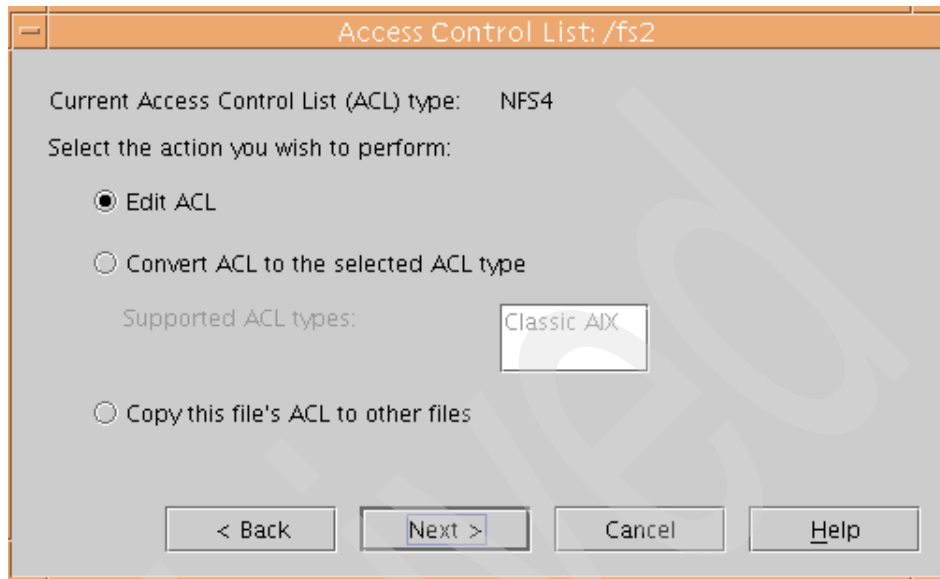 Access Control List: /fs2
Current Access Control List (ACL) type: NFS4
Select the action you wish to perform:
Edit ACL
Convert ACL to the selected ACL type
Supported ACL types: Classic AIX
Copy this file's ACL to other files
< Back Next > Cancel Help